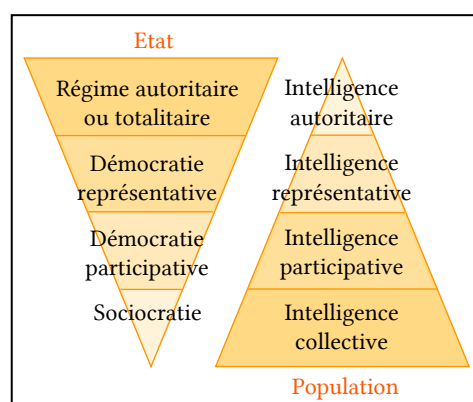 Etat
Régime autoritaire
ou totalitaire
Démocratie
représentative
Démocratie
participative
Sociocratie
Intelligence
autoritaire
Intelligence
représentative
Intelligence
participative
Intelligence
collective
Population